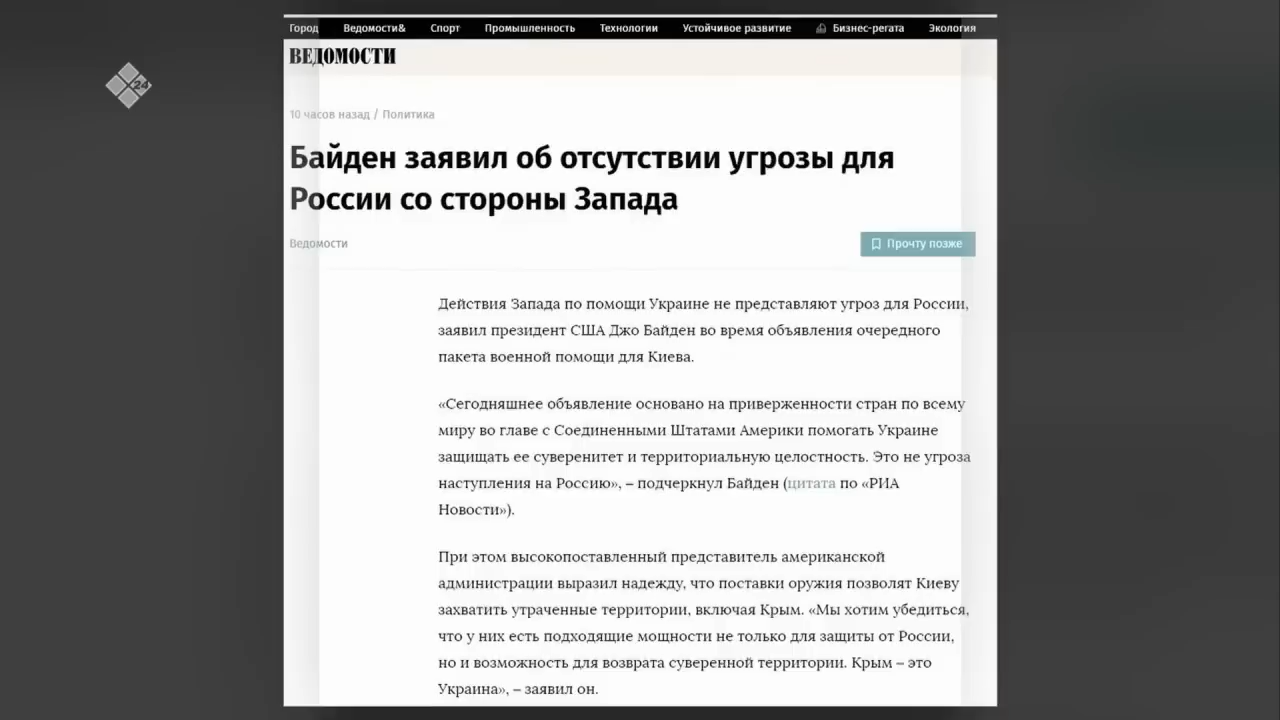 Город Ведомости& Спорт Промышленность Технологии Устойчивое развитие Бизнес-регата Экология
ВЕДОМОСТИ
X24
10 часов назад / Политика
Байден заявил об отсутствии угрозы для
России со стороны Запада
Ведомости
Прочту позже
Действия Запада по помощи Украине не представляют угроз для России,
заявил президент США Джо Байден во время объявления очередного
пакета военной помощи для Киева.
«Сегодняшнее объявление основано на приверженности стран по всему
миру во главе с Соединенными Штатами Америки помогать Украине
защищать ее суверенитет и территориальную целостность. Это не угроза
наступления на Россию», – подчеркнул Байден (цитата по «РИА
Новости»).
При этом высокопоставленный представитель американской
администрации выразил надежду, что поставки оружия позволят Киеву
захватить утраченные территории, включая Крым. «Мы хотим убедиться,
что у них есть подходящие мощности не только для защиты от России,
но и возможность для возврата суверенной территории. Крым – это
Украина», – заявил он.